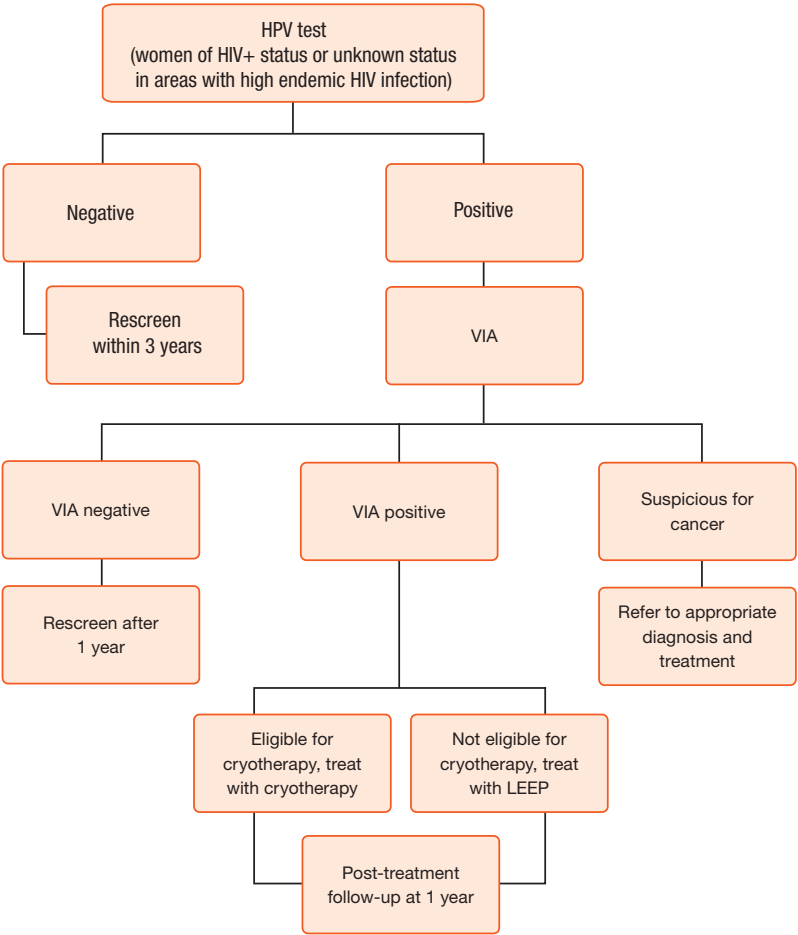 HPV test
(women of HIV+ status or unknown status
in areas with high endemic HIV infection)
Negative
Positive
Rescreen
within 3 years
VIA
VIA negative
VIA positive
Suspicious for
cancer
Rescreen after
1 year
Refer to appropriate
diagnosis and
treatment
Eligible for
cryotherapy, treat
with cryotherapy
Not eligible for
cryotherapy, treat
with LEEP
Post-treatment
follow-up at 1 year